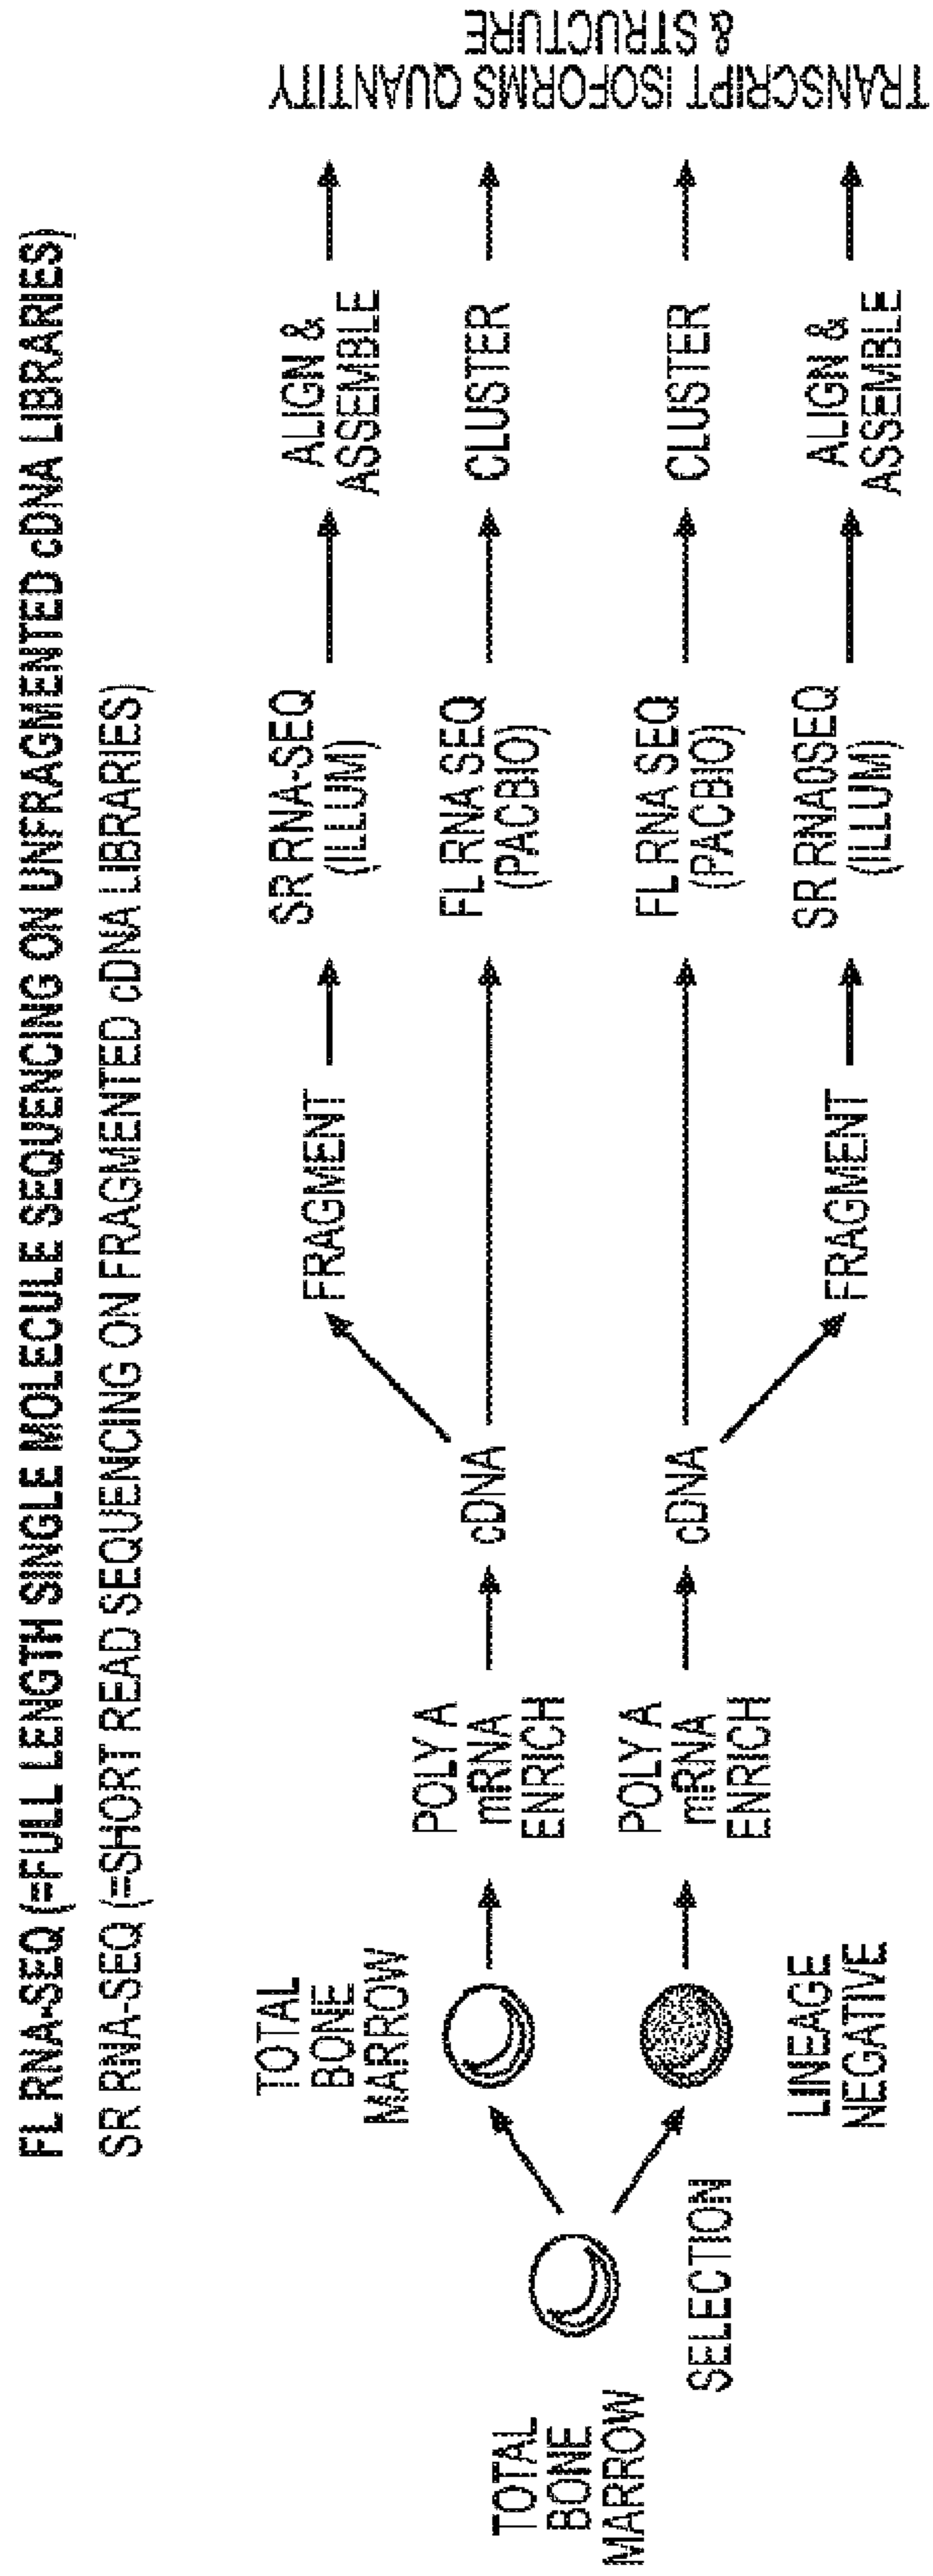 FL RNA-SEQ (=FULL LENGTH SINGLE MOLECULE SEQUENCING ON UNFRAGMENTED cDNA LIBRARIES)
SR RNA-SEQ (=SHORT READ SEQUENCING ON FRAGMENTED cDNA LIBRARIES)
TOTAL
BONE
MARROW
SELECTION
TOTAL
BONE
MARROW
LINEAGE
NEGATIVE
POLY A
mRNA
ENRICH
POLY A
mRNA
ENRICH
cDNA
cDNA
FRAGMENT
FRAGMENT
SR RNA-SEQ
(ILLUM)
FL RNA SEQ
(PACBIO)
FL RNA SEQ
(PACBIO)
SR RNA0SEQ
(ILLUM)
ALIGN &
ASSEMBLE
CLUSTER
CLUSTER
ALIGN &
ASSEMBLE
TRANSCRIPT ISOFORMS QUANTITY
& STRUCTURE